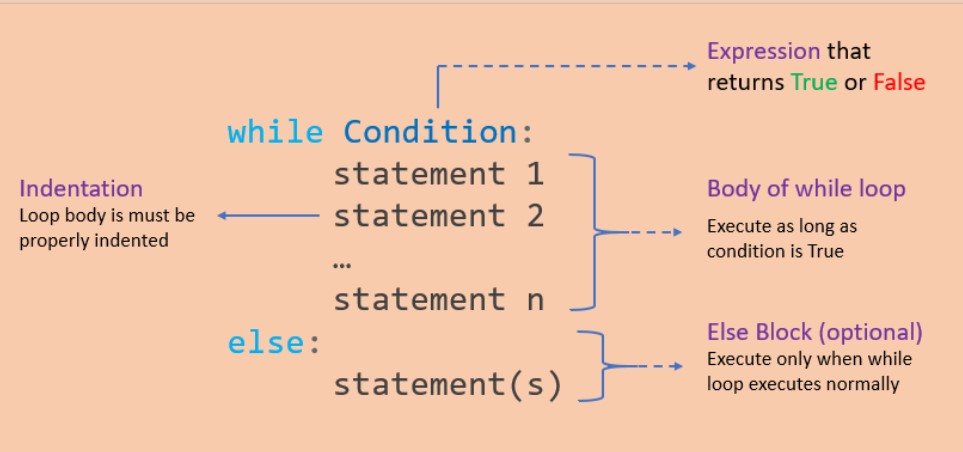 Expression that
returns True or False
while Condition:
statement 1
Indentation
Loop body is must be
properly indented
statement 2
…
statement n
Body of while loop
Execute as long as
condition is True
else:
statement(s)
Else Block (optional)
Execute only when while
loop executes normally